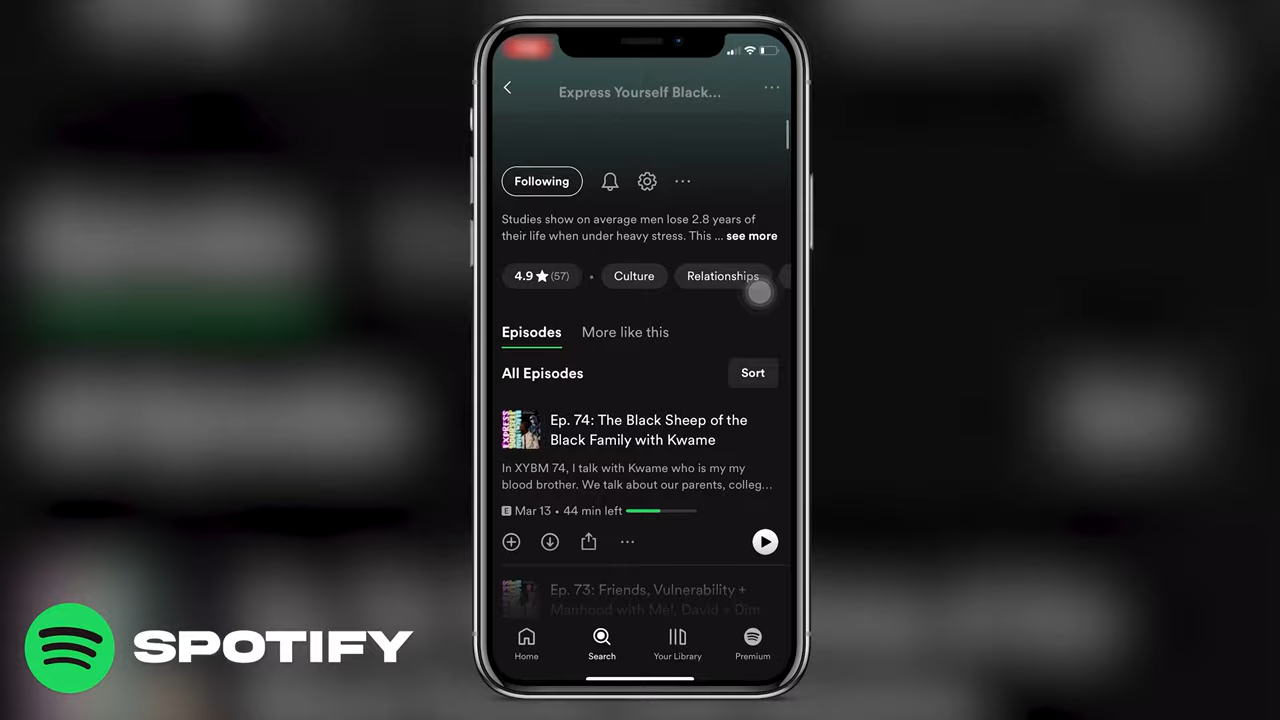 Express Yourself Black...
Following
Studies show on average men lose 2.8 years of
their life when under heavy stress. This ... see more
4.9 ★ (57) • Culture Relationships
Episodes More like this
All Episodes Sort
Ep. 74: The Black Sheep of the
Black Family with Kwame
In XYBM 74, I talk with Kwame who is my my
blood brother. We talk about our parents, colleg...
E Mar 13 • 44 min left
Ep. 73: Friends, Vulnerability +
Manhood with Me!, David + Dim
Home Search Your Library Premium
SPOTIFY